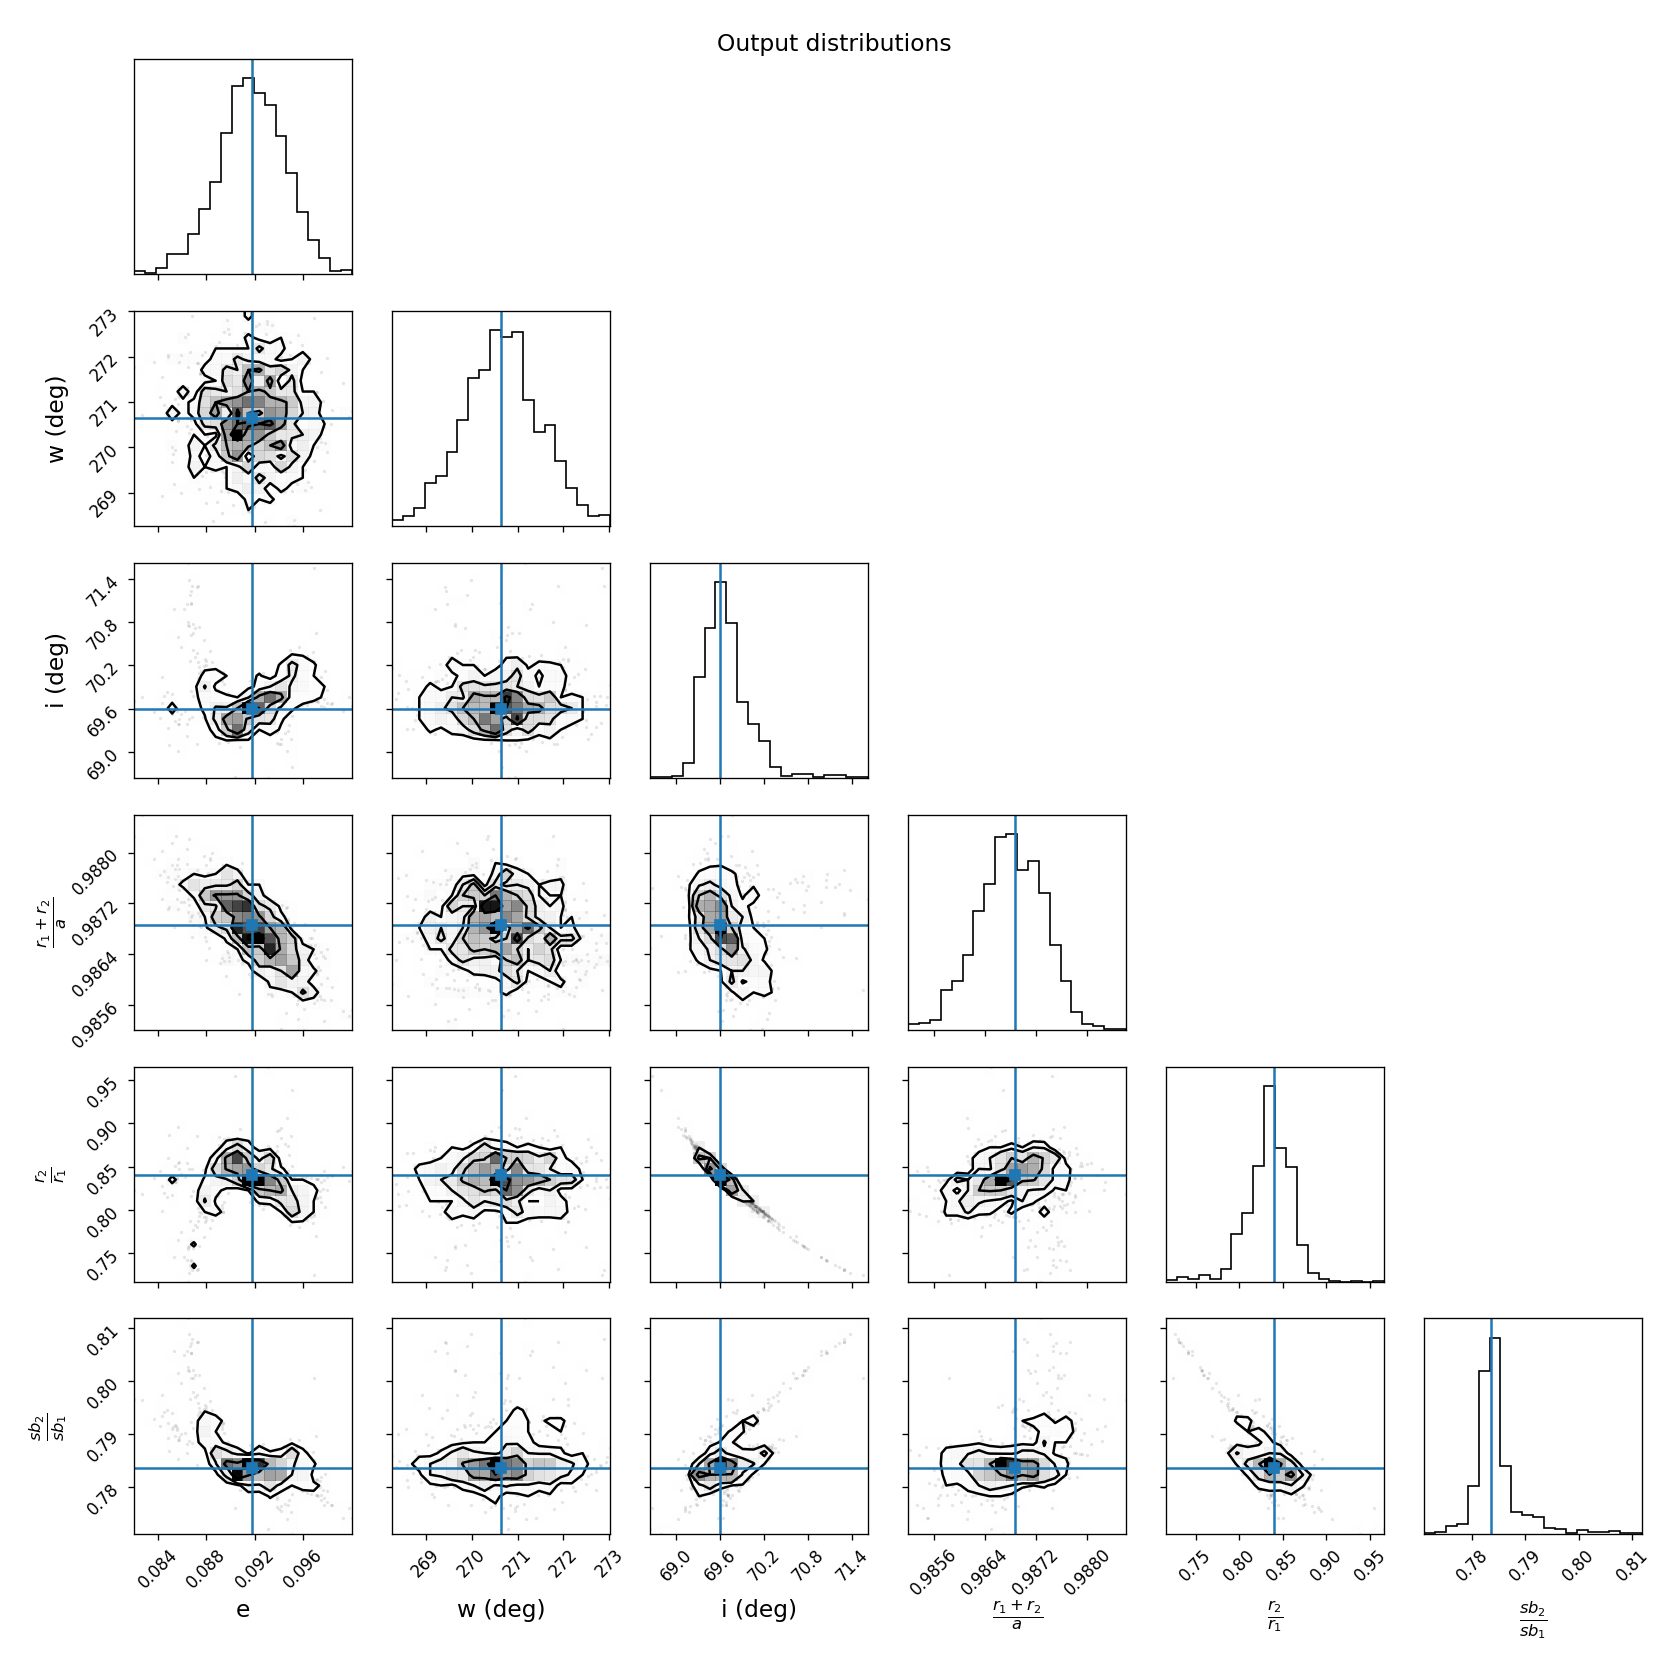 Output distributions
w (deg)
273
272
271
270
269
i (deg)
71.4
70.8
70.2
69.6
69.0
r₁ + r₂
a
0.9880
0.9872
0.9864
0.9856
r₂
r₁
0.95
0.90
0.85
0.80
0.75
sb₂
sb₁
0.81
0.80
0.79
0.78
0.084 0.088 0.092 0.096 269 270 271 272 273 69.0 69.6 70.2 70.8 71.4 0.9856 0.9864 0.9872 0.9880 0.75 0.80 0.85 0.90 0.95 0.78 0.79 0.80 0.81
e
w (deg)
i (deg)
r₁ + r₂
a
r₂
r₁
sb₂
sb₁